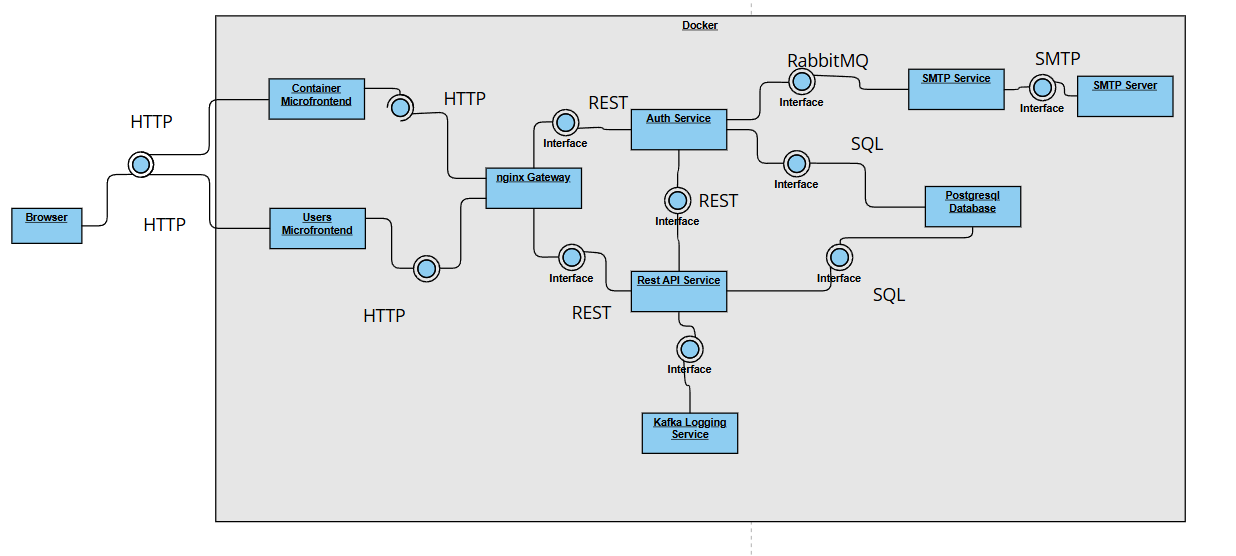 Docker
RabbitMQ
SMTP
Container
Microfrontend
SMTP Service
SMTP Server
HTTP
REST
Interface
Interface
HTTP
Auth Service
Interface
SQL
nginx Gateway
Interface
Postgresql
Database
REST
Browser
HTTP
Users
Microfrontend
Interface
Interface
Rest API Service
Interface
SQL
HTTP
REST
Interface
Kafka Logging
Service